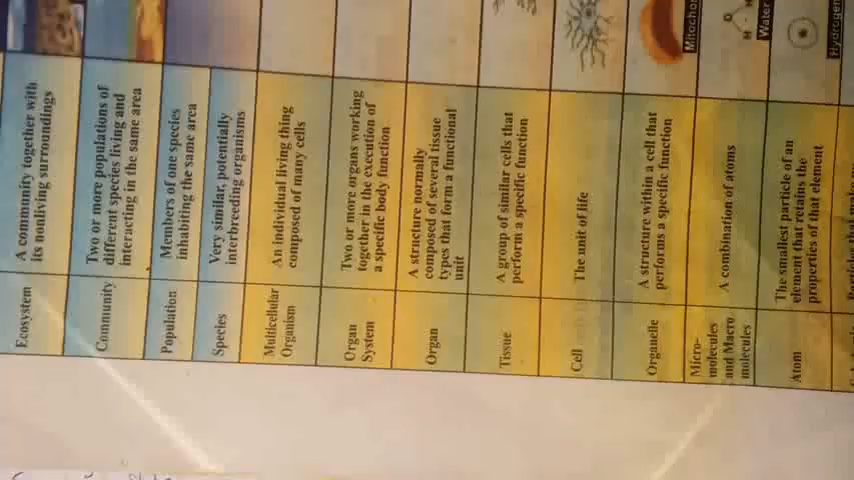 Ecosystem
A community together with
its nonliving surroundings
Community
Two or more populations of
different species living and
interacting in the same area
Population
Members of one species
inhabiting the same area
Species
Very similar, potentially
interbreeding organisms
Multicellular
Organism
An individual living thing
composed of many cells
Organ
System
Two or more organs working
together in the execution of
a specific body function
Organ
A structure normally
composed of several tissue
types that form a functional
unit
Tissue
A group of similar cells that
perform a specific function
Cell
The unit of life
Organelle
A structure within a cell that
performs a specific function
Mitochon
Micro-
molecules
and Macro
molecules
A combination of atoms
H H
O
Water
Atom
The smallest particle of an
element that retains the
properties of that element
Hydrogen
Particles that make